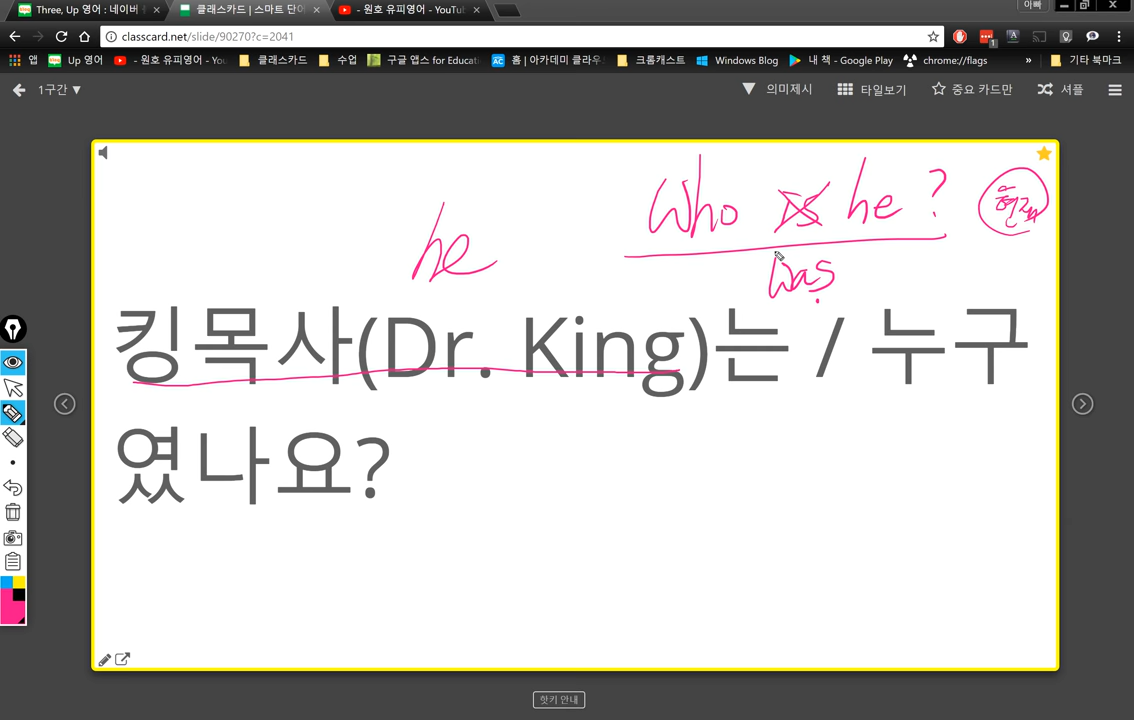 Three, Up 영어 : 네이버
클래스카드 | 스마트 단어
- 원호 유피영어 - YouTu
아빠
classcard.net/slide/90270?c=2041
앱
Up 영어
- 원호 유피영어 - You
클래스카드
수업
구글 앱스 for Educati
홈 | 아카데미 클라우
크롬캐스트
Windows Blog
내 책 - Google Play
chrome://flags
»
기타 북마크
1구간 ▼
의미제시
타일보기
중요 카드만
셔플
who is he ?
현재
he
was
킹목사(Dr. King)는 / 누구
였나요?
핫키 안내